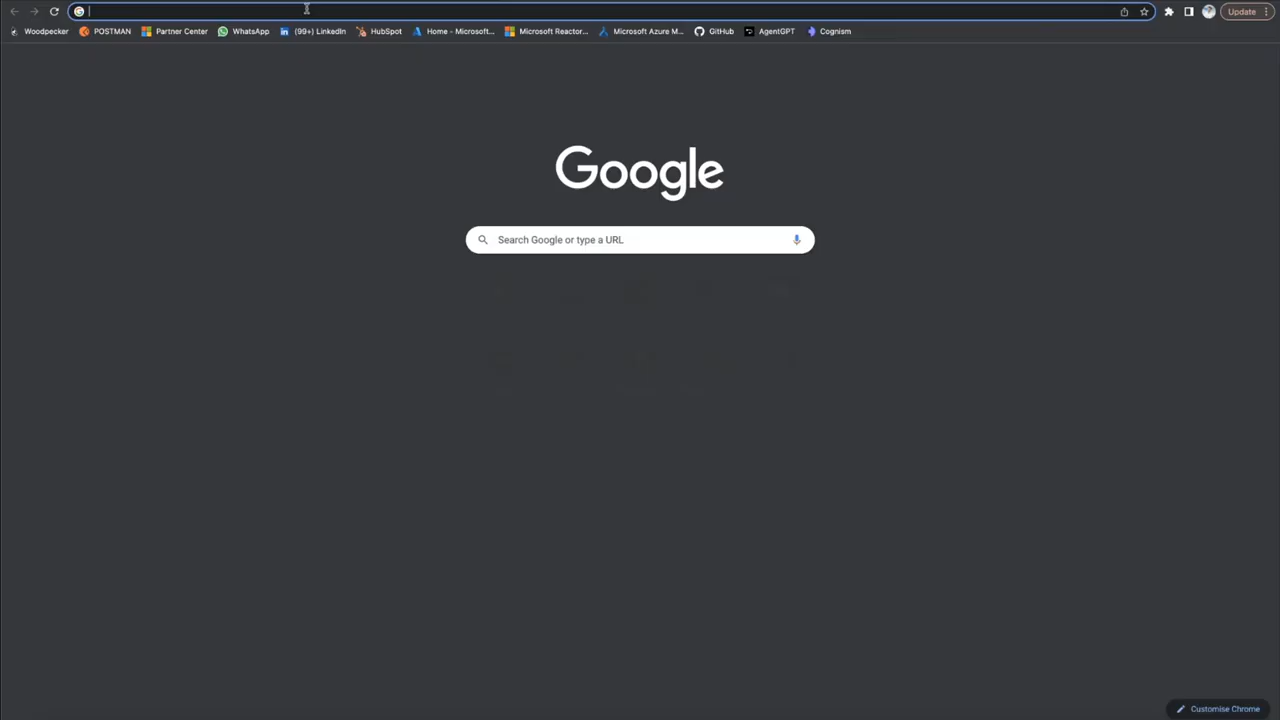 Update
Woodpecker POSTMAN Partner Center WhatsApp (99+) LinkedIn HubSpot Home - Microsoft... Microsoft Reactor... Microsoft Azure M... GitHub AgentGPT Cognism
Google
Search Google or type a URL
Customise Chrome